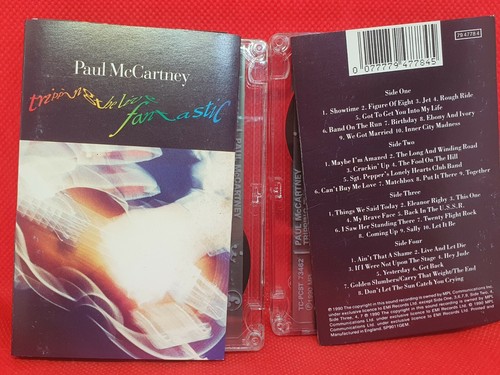 Paul McCartney
tripping the live
fantastic
PAUL McCARTNEY
79 4778 4
0 077779 477845
Side One
1. Showtime 2. Figure Of Eight 3. Jet 4. Rough Ride
5. Got To Get You Into My Life
6. Band On The Run 7. Birthday 8. Ebony And Ivory
9. We Got Married 10. Inner City Madness
Side Two
1. Maybe I'm Amazed 2. The Long And Winding Road
3. Crackin' Up 4. The Fool On The Hill
5. Sgt. Pepper's Lonely Hearts Club Band
6. Can't Buy Me Love 7. Matchbox 8. Put It There 9. Together
Side Three
1. Things We Said Today 2. Eleanor Rigby 3. This One
4. My Brave Face 5. Back In The U.S.S.R.
6. I Saw Her Standing There 7. Twenty Flight Rock
8. Coming Up 9. Sally 10. Let It Be
Side Four
1. Ain't That A Shame 2. Live And Let Die
3. If I Were Not Upon The Stage 4. Hey Jude
5. Yesterday 6. Get Back
7. Golden Slumbers/Carry That Weight/The End
8. Don't Let The Sun Catch You Crying
PAUL McCARTNEY
TC-PCST 73462